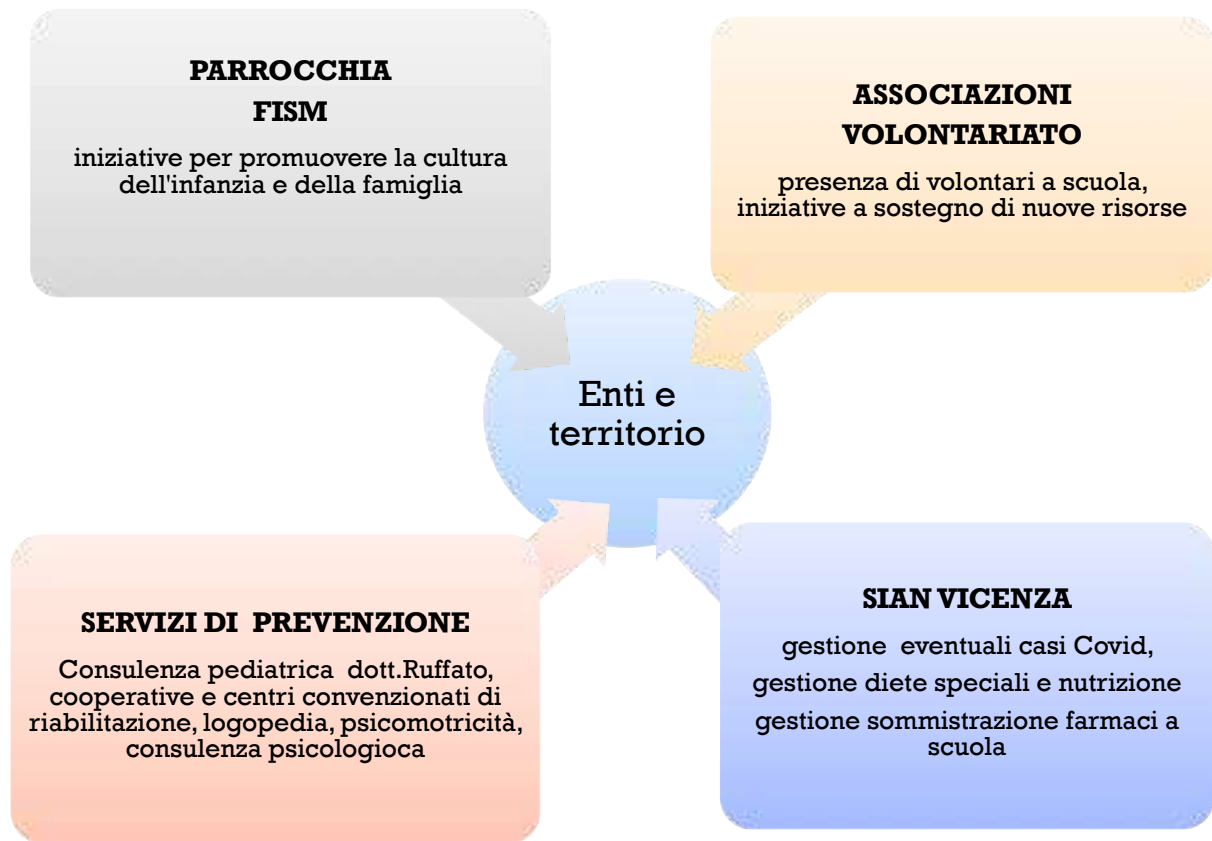 PARROCCHIA
FISM
iniziative per promuovere la cultura
dell'infanzia e della famiglia
ASSOCIAZIONI
VOLONTARIATO
presenza di volontari a scuola,
iniziative a sostegno di nuove risorse
Enti e
territorio
SERVIZI DI PREVENZIONE
Consulenza pediatrica dott.Ruffato,
cooperative e centri convenzionati di
riabilitazione, logopedia, psicomotricità,
consulenza psicologioca
SIAN VICENZA
gestione eventuali casi Covid,
gestione diete speciali e nutrizione
gestione sommistrazione farmaci a
scuola